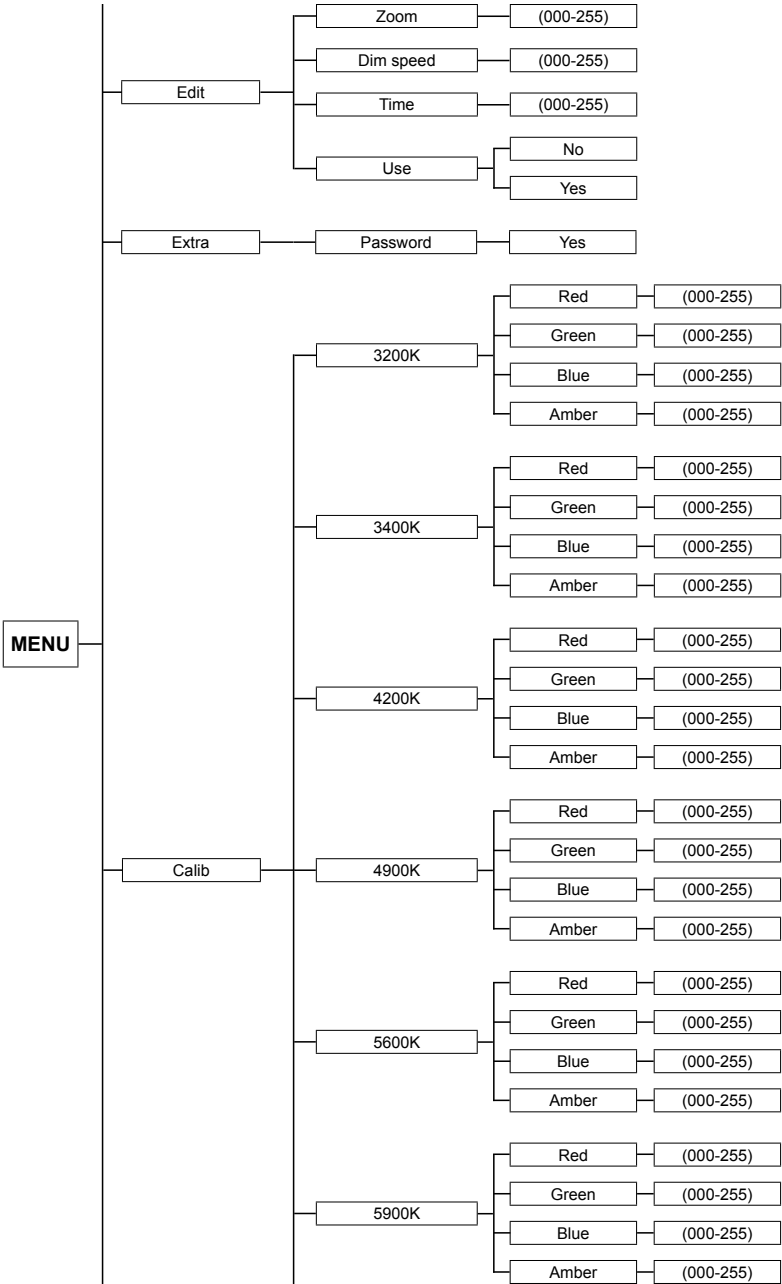 Zoom (000-255)
Dim speed (000-255)
Edit
Time (000-255)
No
Use
Yes
Extra Password Yes
Red (000-255)
Green (000-255)
3200K
Blue (000-255)
Amber (000-255)
Red (000-255)
Green (000-255)
3400K
Blue (000-255)
Amber (000-255)
MENU
Red (000-255)
Green (000-255)
4200K
Blue (000-255)
Amber (000-255)
Red (000-255)
Green (000-255)
Calib 4900K
Blue (000-255)
Amber (000-255)
Red (000-255)
Green (000-255)
5600K
Blue (000-255)
Amber (000-255)
Red (000-255)
Green (000-255)
5900K
Blue (000-255)
Amber (000-255)